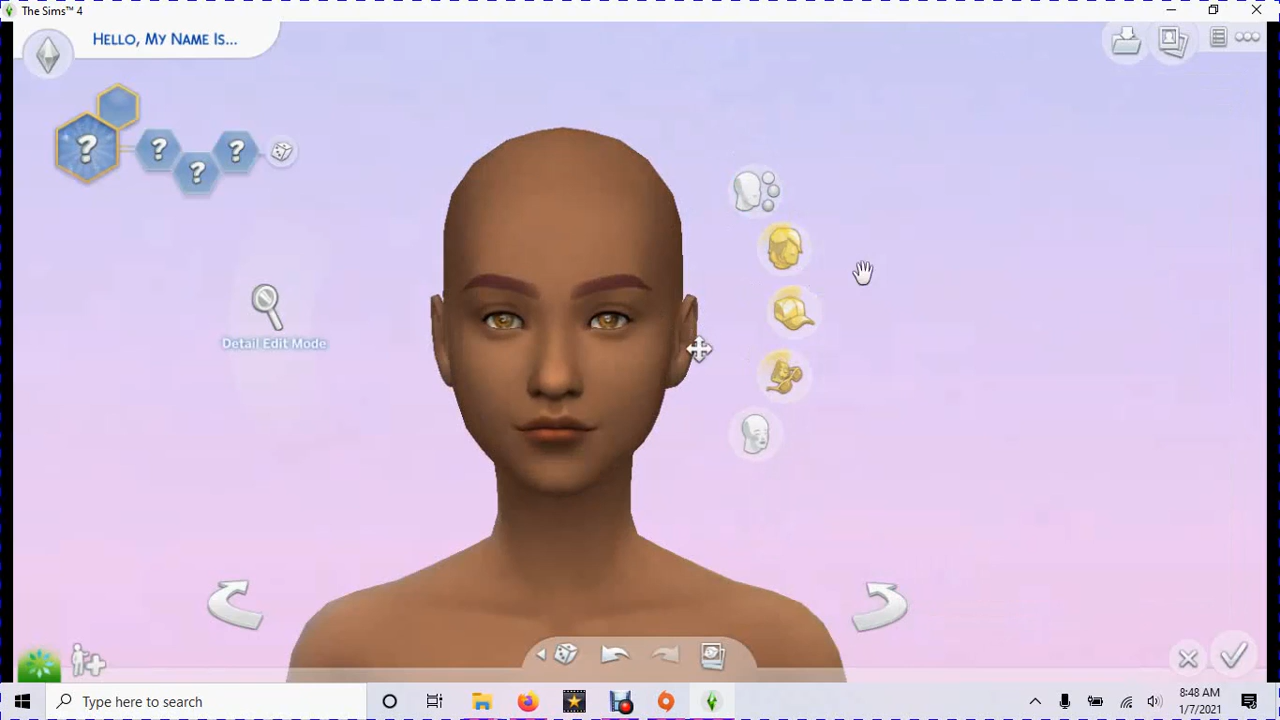 The Sims™ 4
HELLO, MY NAME IS...
?
? ? ?
Detail Edit Mode
Type here to search
8:48 AM
1/7/2021